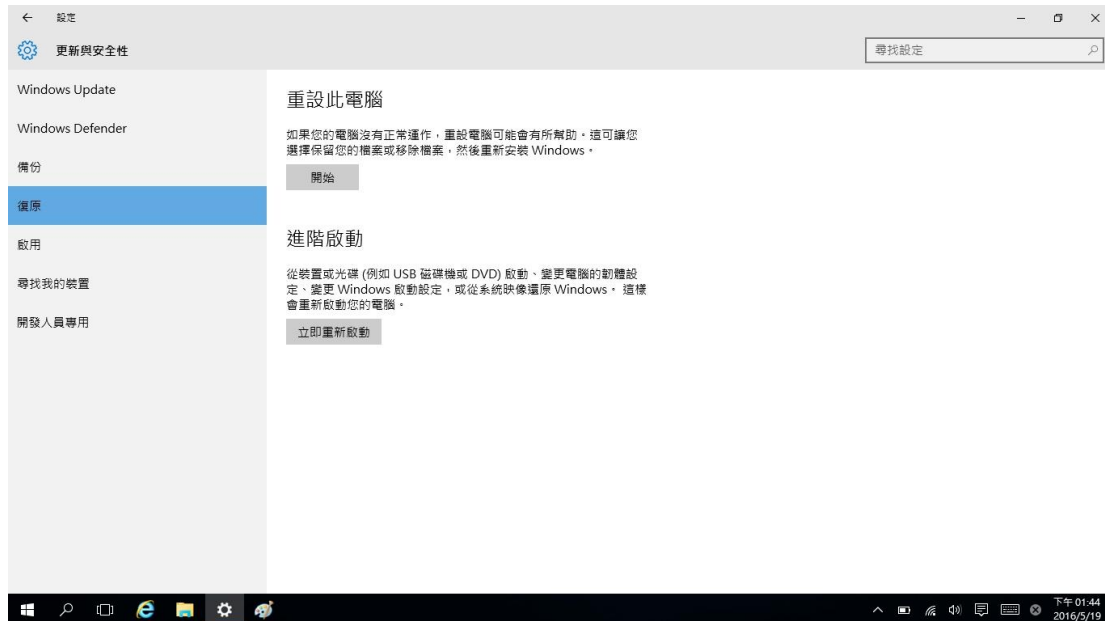 設定
更新與安全性
尋找設定
Windows Update
Windows Defender
備份
復原
啟用
尋找我的裝置
開發人員專用
重設此電腦
如果您的電腦沒有正常運作，重設電腦可能會有所幫助。這可讓您
選擇保留您的檔案或移除檔案，然後重新安裝 Windows。
開始
進階啟動
從裝置或光碟 (例如 USB 磁碟機或 DVD) 啟動、變更電腦的韌體設
定、變更 Windows 啟動設定，或從系統映像還原 Windows。 這樣
會重新啟動您的電腦。
立即重新啟動
下午 01:44
2016/5/19